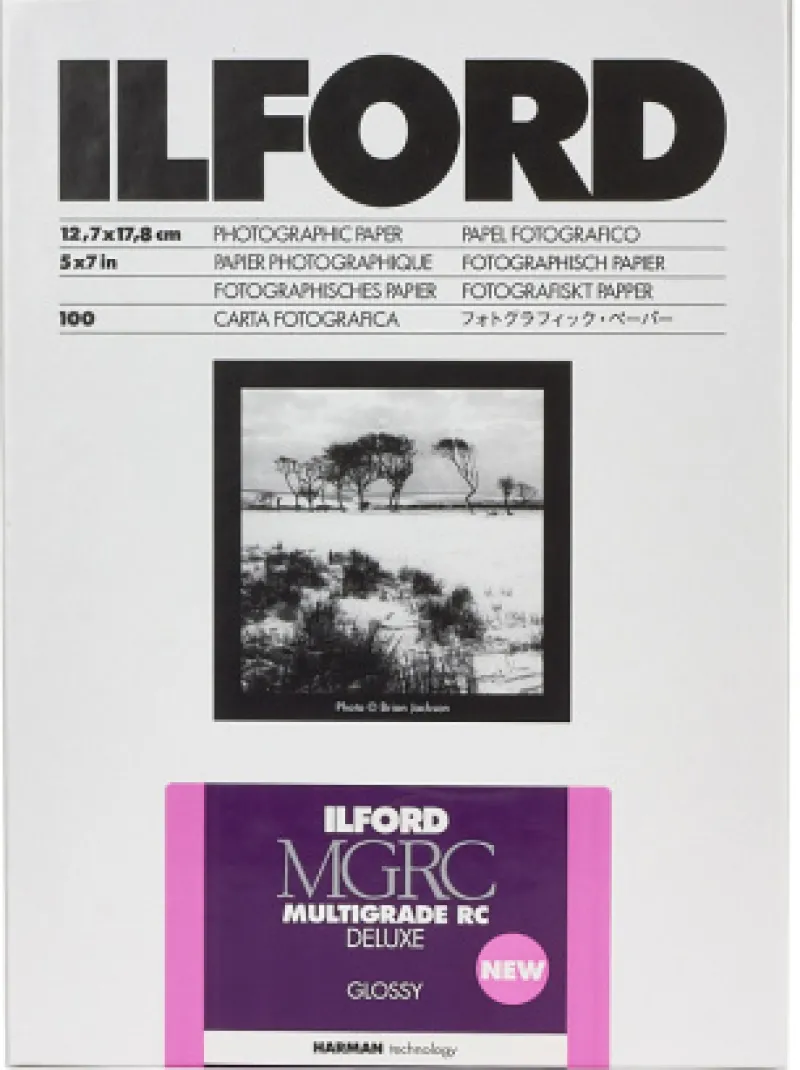 ILFORD
12,7x17,8 cm PHOTOGRAPHIC PAPER PAPEL FOTOGRAFICO
5x7 in PAPIER PHOTOGRAPHIQUE FOTOGRAPHISCH PAPIER
FOTOGRAPHISCHES PAPIER FOTOGRAFISKT PAPPER
100 CARTA FOTOGRAFICA フォトグラフィック・ペーパー
Photo © Brian Jackson
ILFORD
MGRC
MULTIGRADE RC
DELUXE
NEW
GLOSSY
HARMAN technology